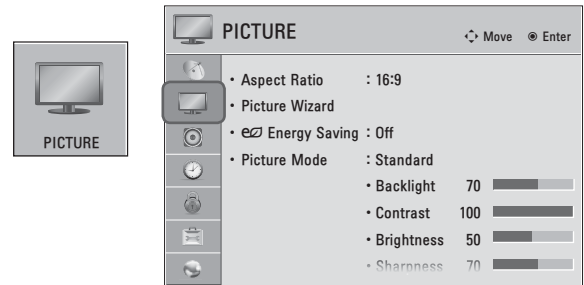 PICTURE
PICTURE Move Enter
• Aspect Ratio : 16:9
• Picture Wizard
• Energy Saving : Off
• Picture Mode : Standard
• Backlight 70
• Contrast 100
• Brightness 50
• Sharpness 70